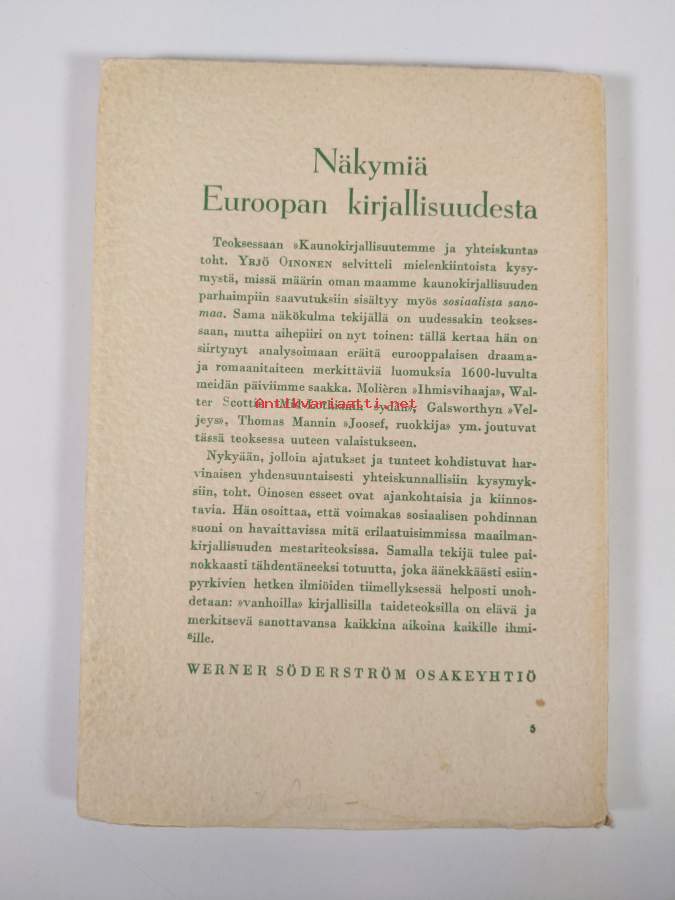 Näkymiä
Euroopan kirjallisuudesta
Teoksessaan »Kaunokirjallisuutemme ja yhteiskunta»
toht. YRJÖ OINONEN selvitteli mielenkiintoista kysy-
mystä, missä määrin oman maamme kaunokirjallisuuden
parhaimpiin saavutuksiin sisältyy myös sosiaalista sano-
maa. Sama näkökulma tekijällä on uudessakin teokses-
saan, mutta aihepiiri on nyt toinen: tällä kertaa hän on
siirtynyt analysoimaan eräitä eurooppalaisen draama-
ja romaanitaiteen merkittäviä luomuksia 1600-luvulta
meidän päiviimme saakka. Molièren »Ihmisvihaaja», Wal-
ter Scottin Midlothianin sydän», Galsworthyn »Vel-
jeys», Thomas Mannin »Joosef, ruokkija» ym. joutuvat
tässä teoksessa uuteen valaistukseen.
Nykyään, jolloin ajatukset ja tunteet kohdistuvat har-
vinaisen yhdensuuntaisesti yhteiskunnallisiin kysymyk-
siin, toht. Oinosen esseet ovat ajankohtaisia ja kiinnos-
tavia. Hän osoittaa, että voimakas sosiaalisen pohdinnan
suoni on havaittavissa mitä erilaatuisimmissa maailman-
kirjallisuuden mestariteoksissa. Samalla tekijä tulee pai-
nokkaasti tähdentäneeksi totuutta, joka äänekkäästi esiin-
pyrkivien hetken ilmiöiden tiimellyksessä helposti unoh-
detaan: »vanhoilla» kirjallisilla taideteoksilla on elävä ja
merkitsevä sanottavansa kaikkina aikoina kaikille ihmi-
sille.
WERNER SÖDERSTRÖM OSAKEYHTIÖ
5
antikvariaatti.net